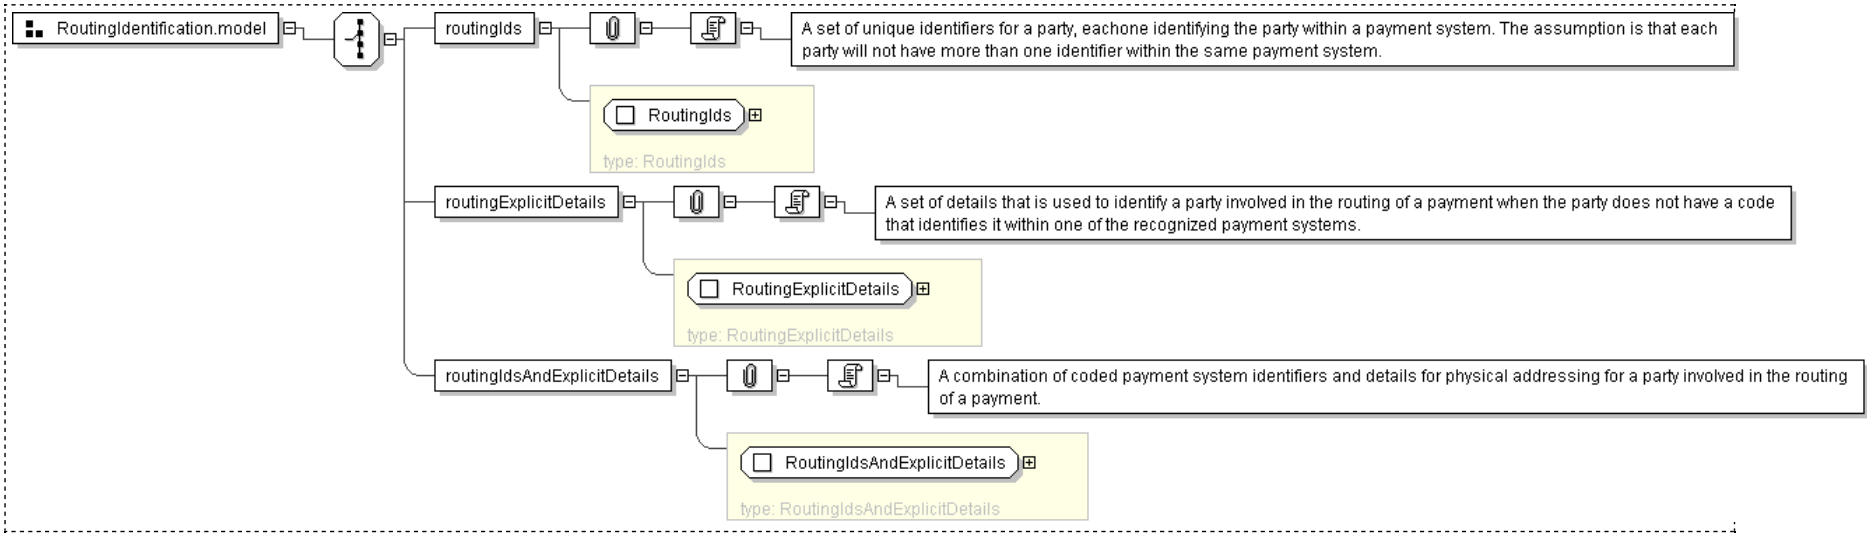 RoutingIdentification.model
routingIds
A set of unique identifiers for a party, eachone identifying the party within a payment system. The assumption is that each
party will not have more than one identifier within the same payment system.
RoutingIds
type: RoutingIds
routingExplicitDetails
A set of details that is used to identify a party involved in the routing of a payment when the party does not have a code
that identifies it within one of the recognized payment systems.
RoutingExplicitDetails
type: RoutingExplicitDetails
routingIdsAndExplicitDetails
A combination of coded payment system identifiers and details for physical addressing for a party involved in the routing
of a payment.
RoutingIdsAndExplicitDetails
type: RoutingIdsAndExplicitDetails